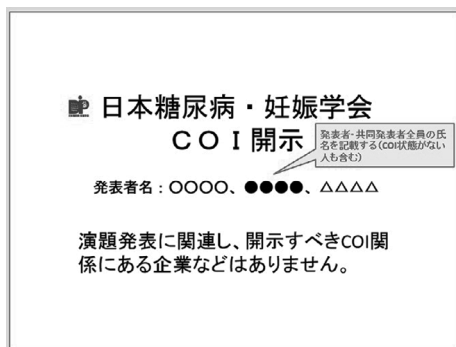 日本糖尿病・妊娠学会
ＣＯＩ開示
発表者・共同発表者全員の氏
名を記載する(COI状態がない
人も含む)
発表者名：〇〇〇〇、●●●●、△△△△
演題発表に関連し、開示すべきCOI関
係にある企業などはありません。